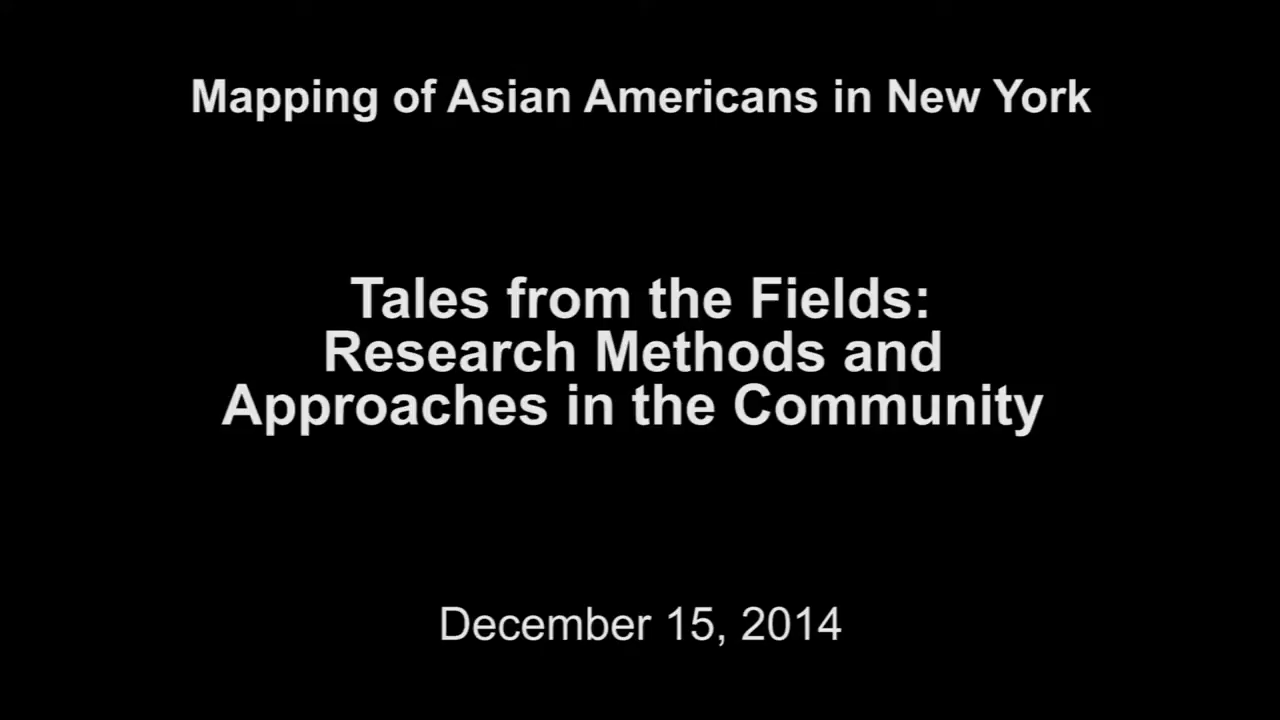 Mapping of Asian Americans in New York
Tales from the Fields:
Research Methods and
Approaches in the Community
December 15, 2014